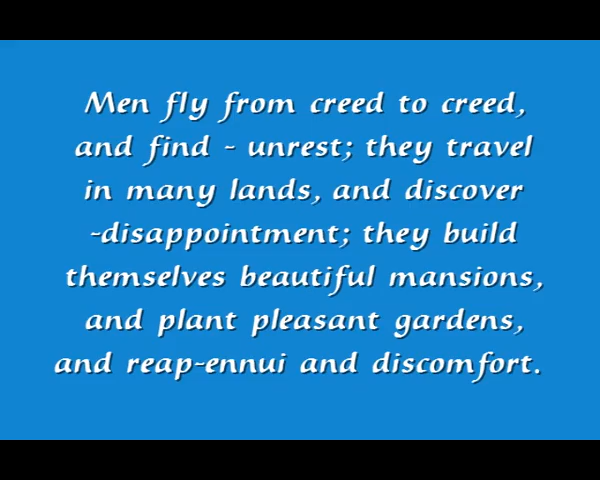 Men fly from creed to creed,
and find - unrest; they travel
in many lands, and discover
-disappointment; they build
themselves beautiful mansions,
and plant pleasant gardens,
and reap-ennui and discomfort.